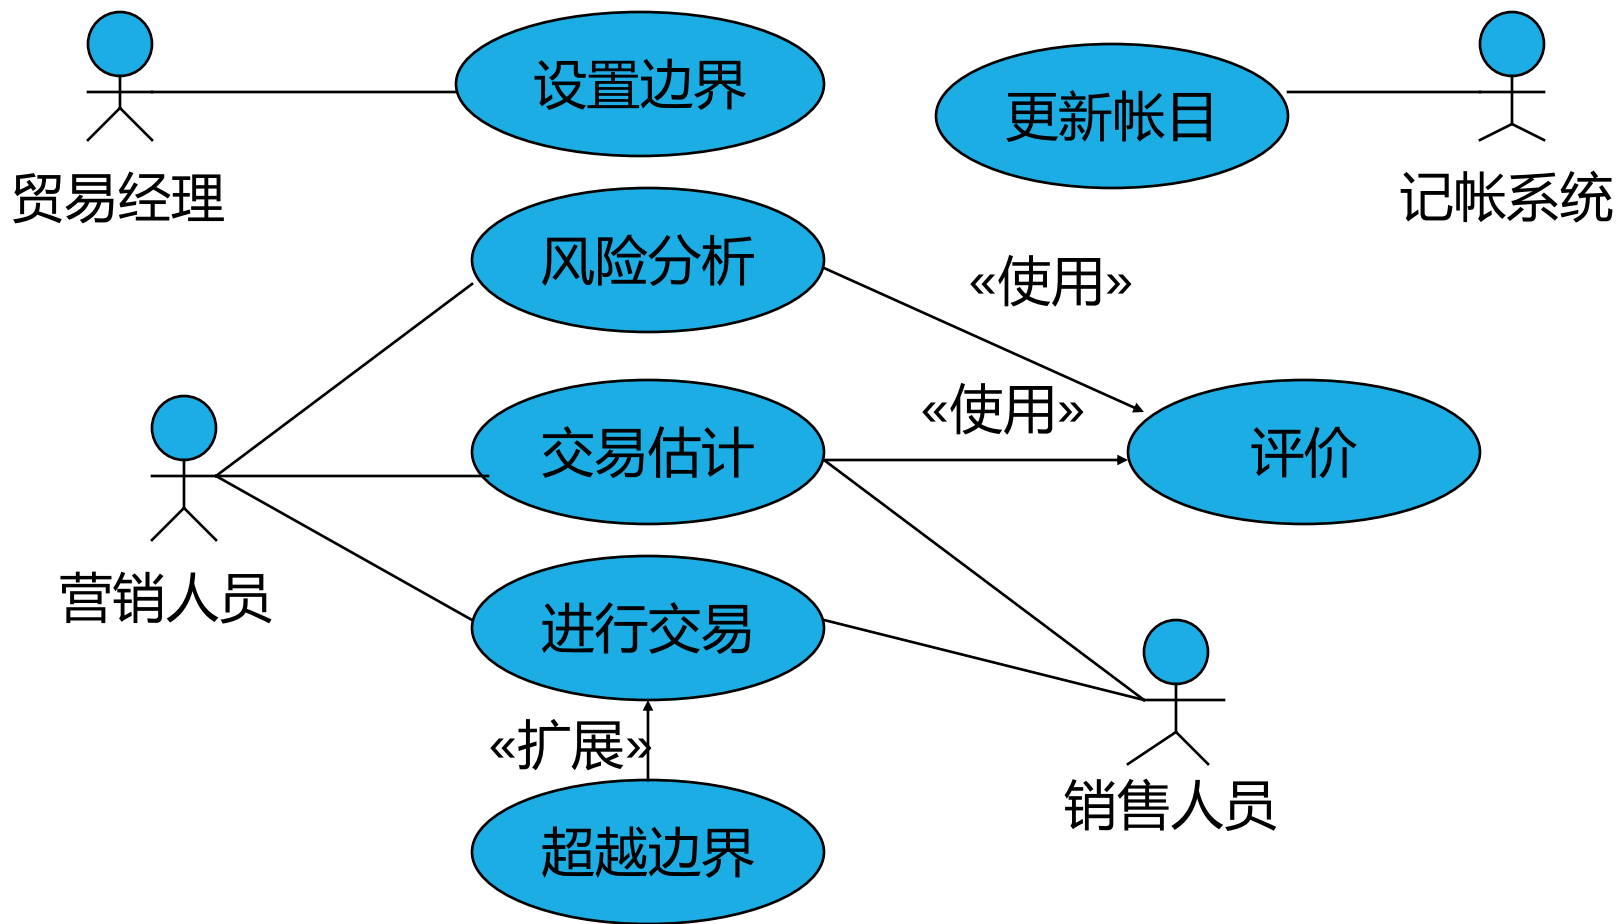 设置边界
更新帐目
贸易经理
记帐系统
风险分析
«使用»
«使用»
交易估计
评价
营销人员
进行交易
«扩展»
销售人员
超越边界